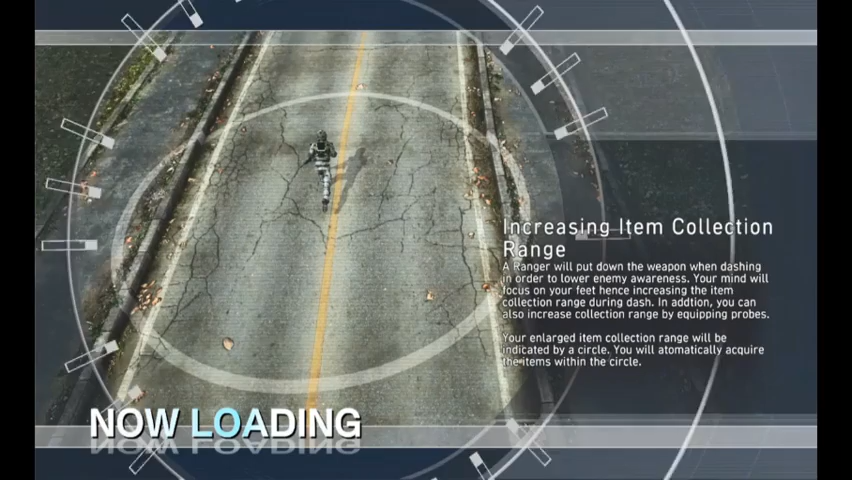 Increasing Item Collection
Range
A Ranger will put down the weapon when dashing
in order to lower enemy awareness. Your mind will
focus on your feet hence increasing the item
collection range during dash. In addtion, you can
also increase collection range by equipping probes.
Your enlarged item collection range will be
indicated by a circle. You will atomatically acquire
the items within the circle.
NOW LOADING